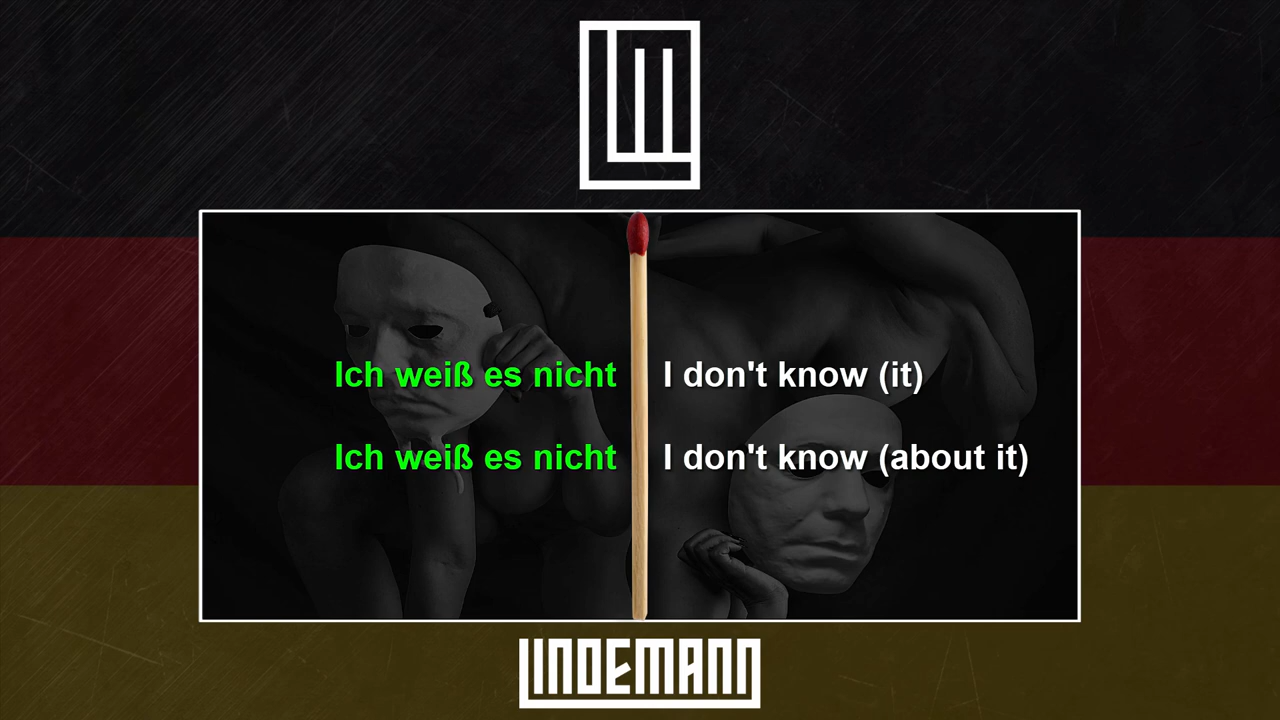 Ich weiß es nicht
I don't know (it)
Ich weiß es nicht
I don't know (about it)
LINDEMANN